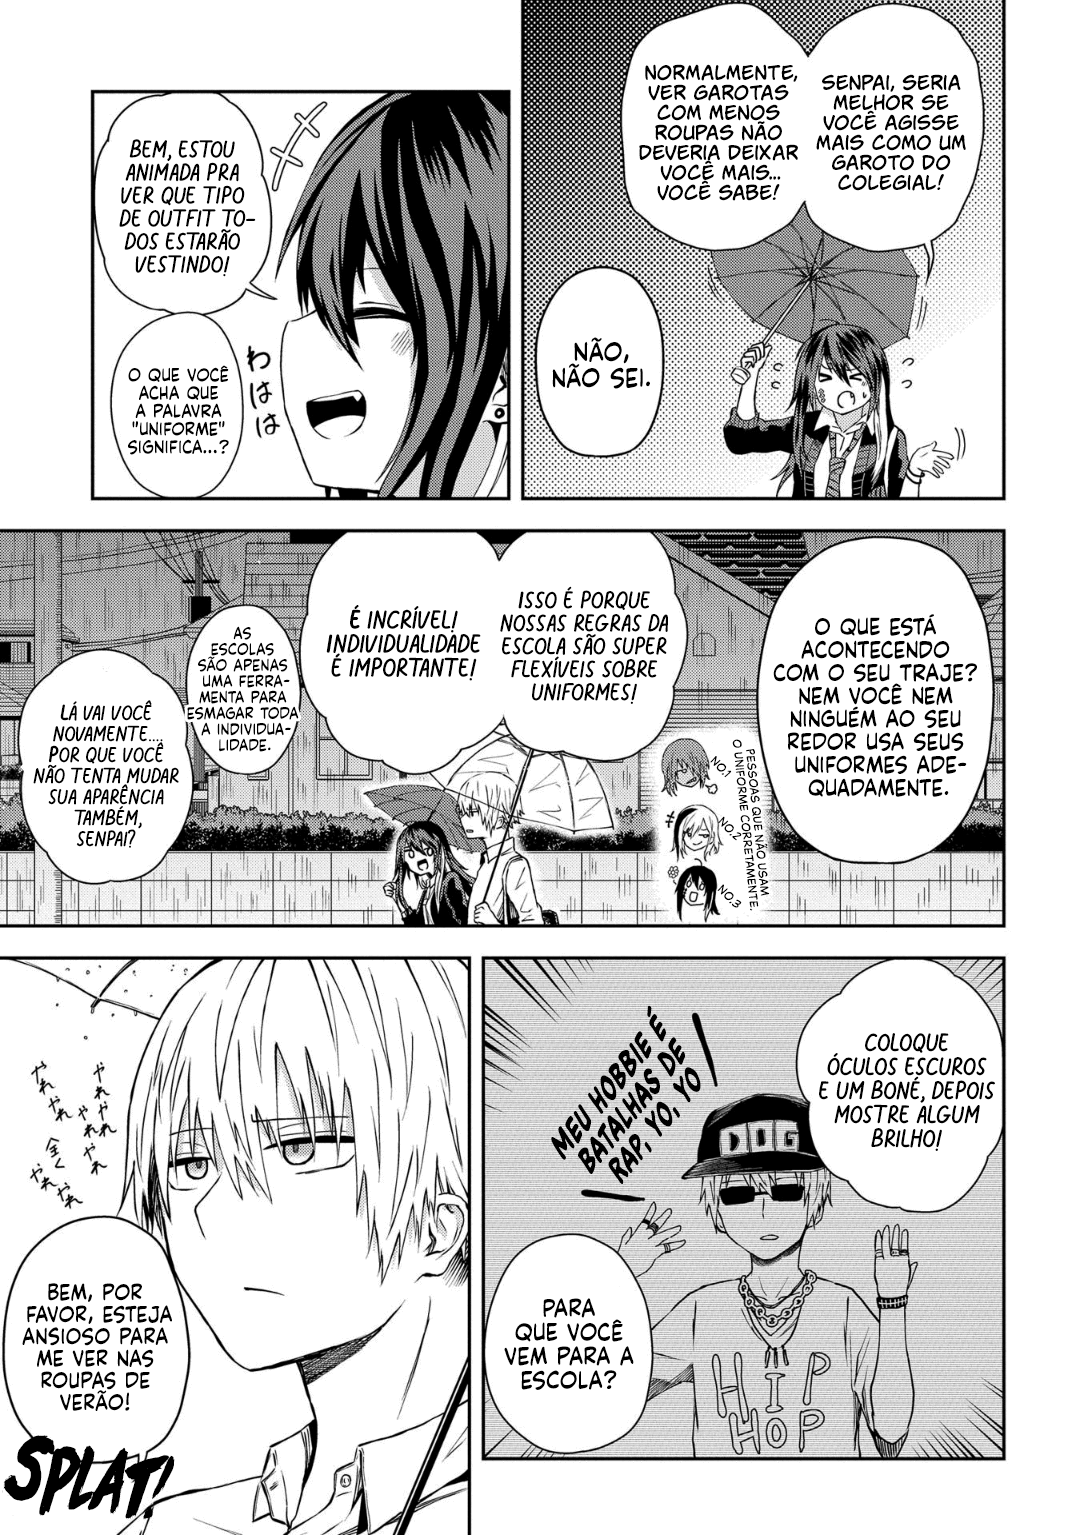 SENPAI, SERIA
MELHOR SE
VOCÊ AGISSE
MAIS COMO UM
GAROTO DO
COLEGIAL!
NORMALMENTE,
VER GAROTAS
COM MENOS
ROUPAS NÃO
DEVERIA DEIXAR
VOCÊ MAIS...
VOCÊ SABE!
NÃO,
NÃO SEI.
BEM, ESTOU
ANIMADA PRA
VER QUE TIPO
DE OUTFIT TO-
DOS ESTARÃO
VESTINDO!
わははは
O QUE VOCÊ
ACHA QUE
A PALAVRA
"UNIFORME"
SIGNIFICA...?
O QUE ESTÁ
ACONTECENDO
COM O SEU TRAJE?
NEM VOCÊ NEM
NINGUÉM AO SEU
REDOR USA SEUS
UNIFORMES ADE-
QUADAMENTE.
PESSOAS QUE NÃO USAM
O UNIFORME CORRETAMENTE.
NO.1
NO.2
NO.3
ISSO É PORQUE
NOSSAS REGRAS DA
ESCOLA SÃO SUPER
FLEXÍVEIS SOBRE
UNIFORMES!
É INCRÍVEL!
INDIVIDUALIDADE
É IMPORTANTE!
AS
ESCOLAS
SÃO APENAS
UMA FERRA-
MENTA PARA
ESMAGAR TODA
A INDIVIDU-
ALIDADE.
LÁ VAI VOCÊ
NOVAMENTE....
POR QUE VOCÊ
NÃO TENTA MUDAR
SUA APARÊNCIA
TAMBÉM,
SENPAI?
COLOQUE
ÓCULOS ESCUROS
E UM BONÉ, DEPOIS
MOSTRE ALGUM
BRILHO!
MEU HOBBIE É
BATALHAS DE
RAP, YO, YO
DOG
HIP
HOP
PARA
QUE VOCÊ
VEM PARA A
ESCOLA?
やれやれ
やれやれ
全く
やれ
やれ
やれやれ
BEM, POR
FAVOR, ESTEJA
ANSIOSO PARA
ME VER NAS
ROUPAS DE
VERÃO!
SPLAT!